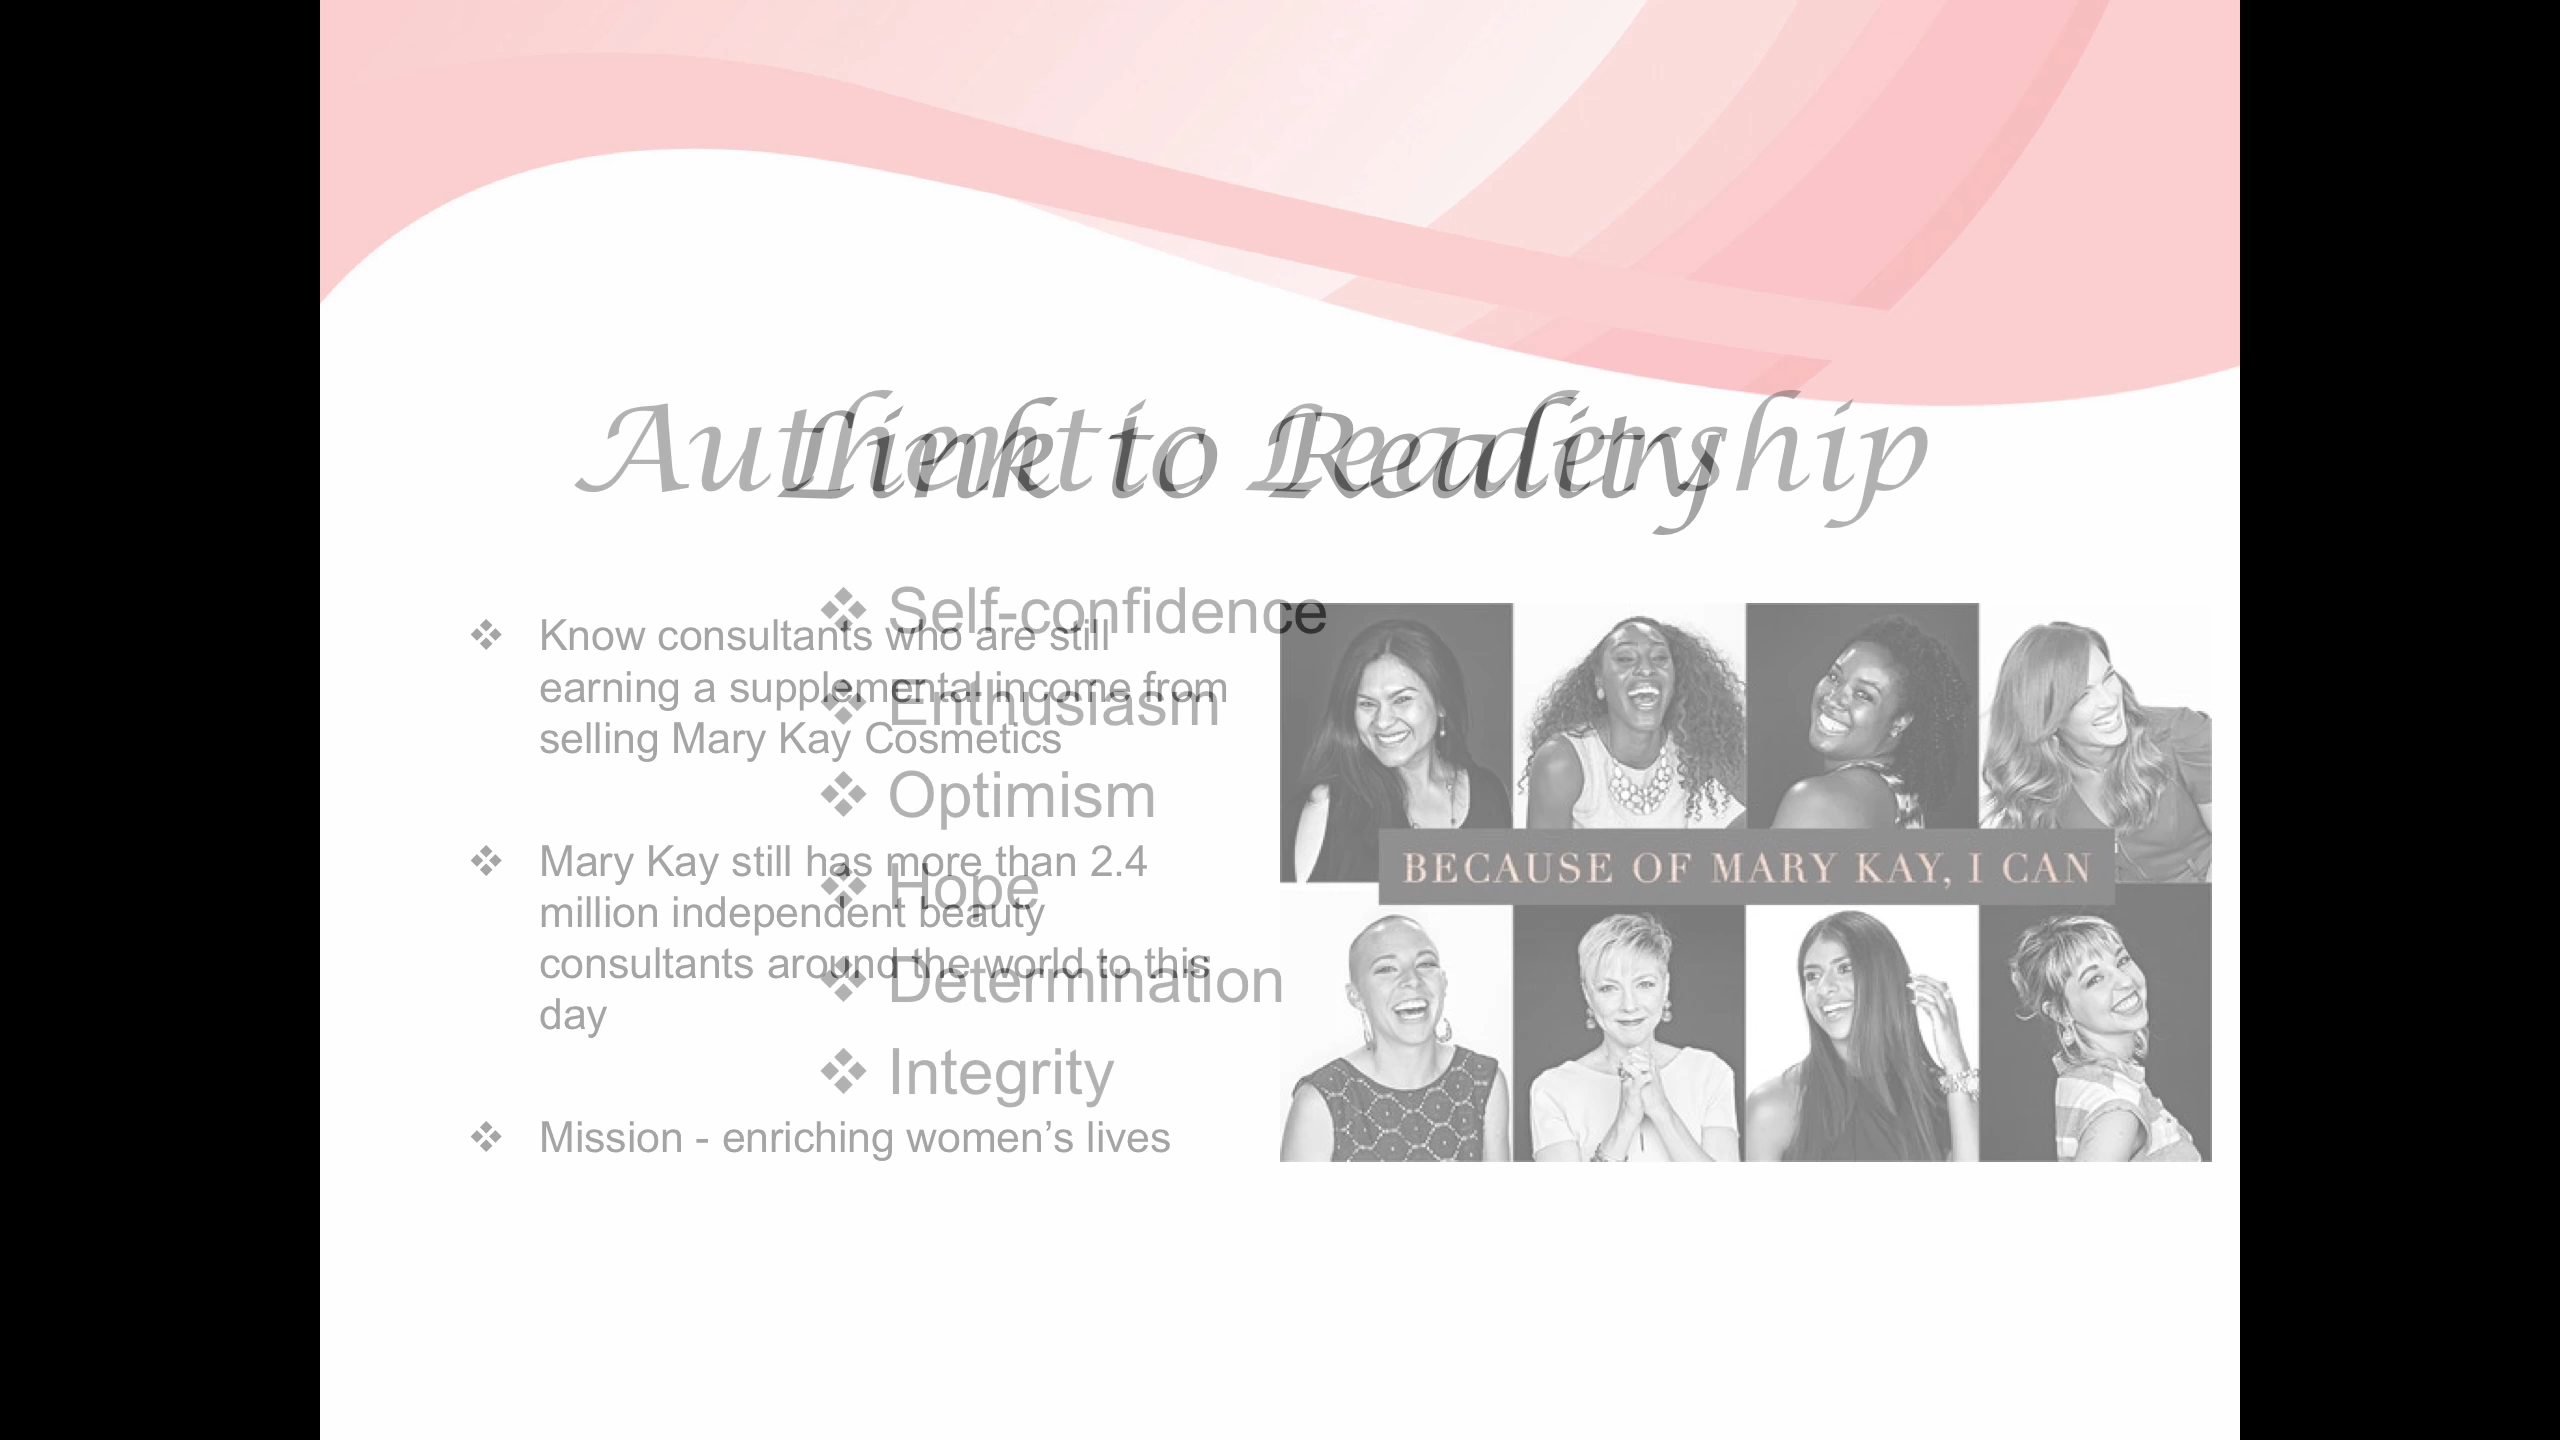 Authentic Leadership
❖ Self-confidence
❖ Enthusiasm
❖ Optimism
❖ Hope
❖ Determination
❖ Integrity
Link to Reality
❖ Know consultants who are still
earning a supplemental income from
selling Mary Kay Cosmetics
❖ Mary Kay still has more than 2.4
million independent beauty
consultants around the world to this
day
❖ Mission - enriching women’s lives
BECAUSE OF MARY KAY, I CAN